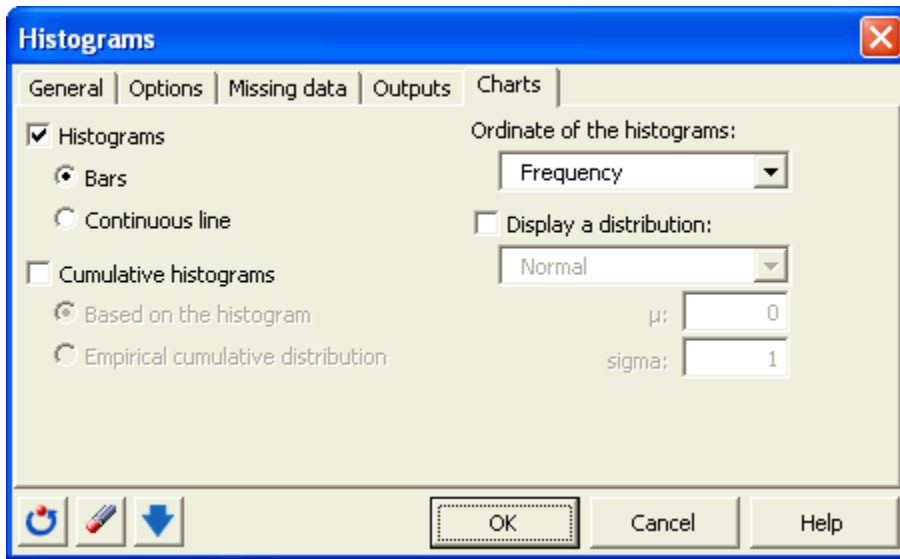 Histograms
General Options Missing data Outputs Charts
Histograms
Bars
Continuous line
Cumulative histograms
Based on the histogram
Empirical cumulative distribution
Ordinate of the histograms:
Frequency
Display a distribution:
Normal
µ: 0
sigma: 1
OK Cancel Help